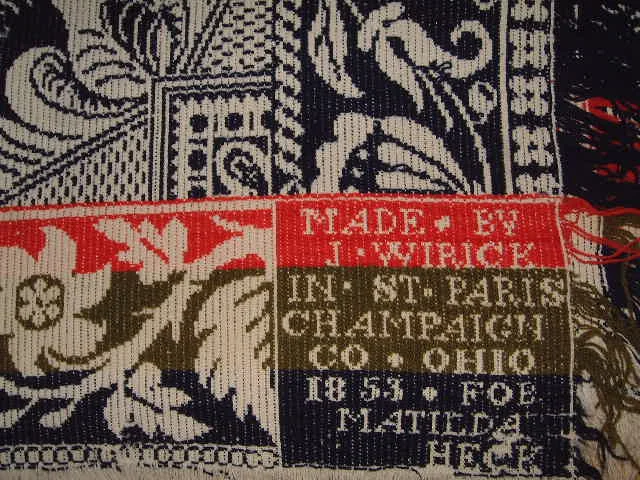 MADE • BY
J • WIRICK
IN • ST • PARIS
CHAMPAIGN
CO • OHIO
1853 • FOR
MATILDA
HECK